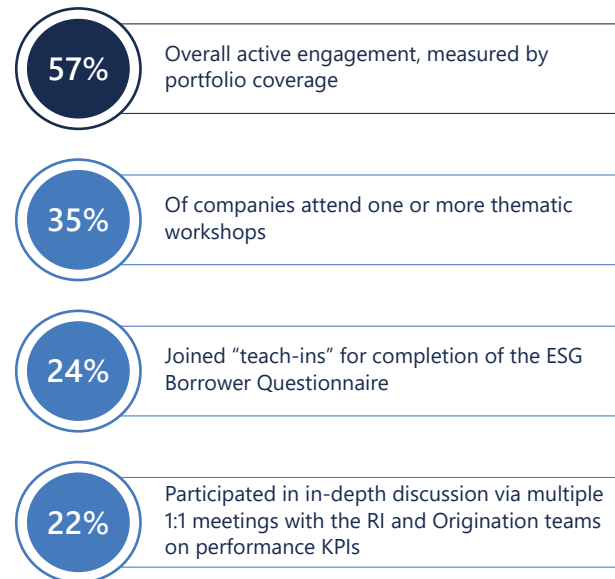 57%
Overall active engagement, measured by
portfolio coverage
35%
Of companies attend one or more thematic
workshops
24%
Joined “teach-ins” for completion of the ESG
Borrower Questionnaire
22%
Participated in in-depth discussion via multiple
1:1 meetings with the RI and Origination teams
on performance KPIs